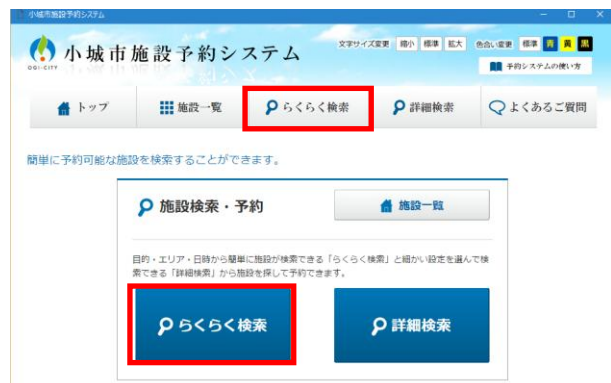 小城市施設予約システム
OGI-CITY
小城市施設予約システム
文字サイズ変更 縮小 標準 拡大 色合い変更 標準 青 黄 黒
予約システムの使い方
トップ 施設一覧 らくらく検索 詳細検索 よくあるご質問
簡単に予約可能な施設を検索することができます。
施設検索・予約 施設一覧
目的・エリア・日時から簡単に施設が検索できる「らくらく検索」と細かい設定を選んで検
索できる「詳細検索」から施設を探して予約できます。
らくらく検索 詳細検索